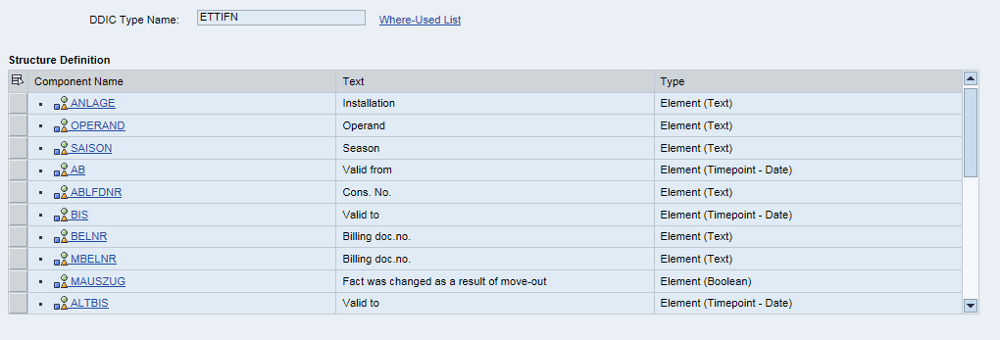 DDIC Type Name: ETTIFN Where-Used List
Structure Definition
Component Name Text Type
ANLAGE Installation Element (Text)
OPERAND Operand Element (Text)
SAISON Season Element (Text)
AB Valid from Element (Timepoint - Date)
ABLFDNR Cons. No. Element (Text)
BIS Valid to Element (Timepoint - Date)
BELNR Billing doc.no. Element (Text)
MBELNR Billing doc.no. Element (Text)
MAUSZUG Fact was changed as a result of move-out Element (Boolean)
ALTBIS Valid to Element (Timepoint - Date)